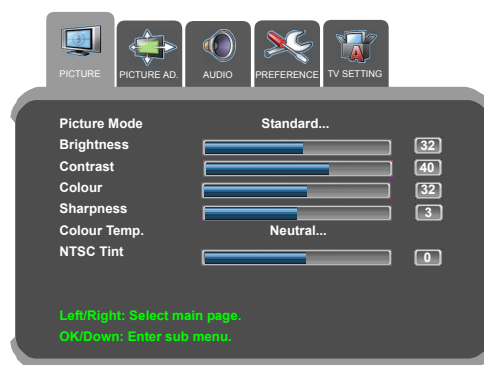 PICTURE PICTURE AD. AUDIO PREFERENCE TV SETTING
Picture Mode Standard...
Brightness 32
Contrast 40
Colour 32
Sharpness 3
Colour Temp. Neutral...
NTSC Tint 0
Left/Right: Select main page.
OK/Down: Enter sub menu.